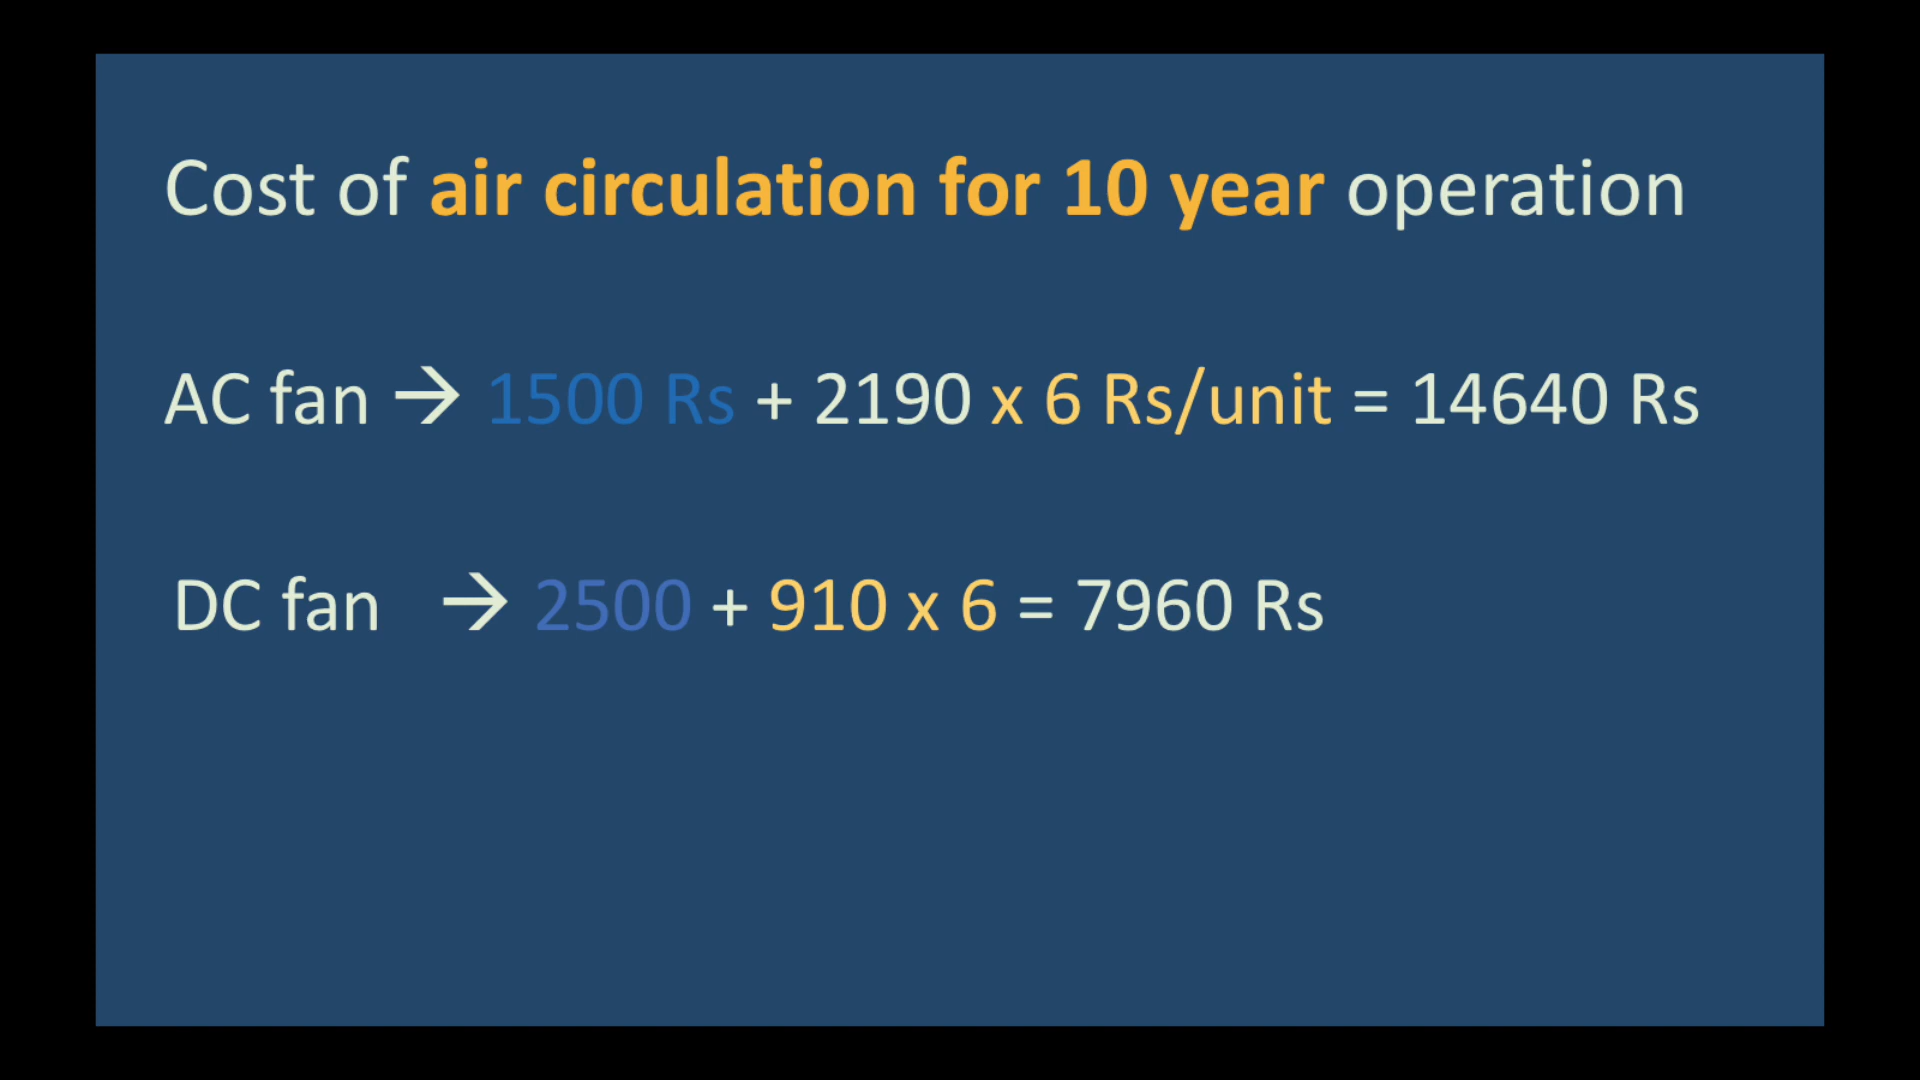 Cost of air circulation for 10 year operation
AC fan → 1500 Rs + 2190 x 6 Rs/unit = 14640 Rs
DC fan → 2500 + 910 x 6 = 7960 Rs